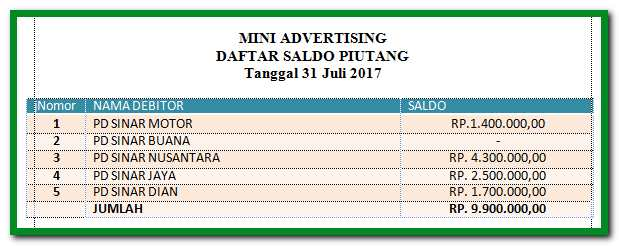 MINI ADVERTISING
DAFTAR SALDO PIUTANG
Tanggal 31 Juli 2017
Nomor NAMA DEBITOR SALDO
1 PD SINAR MOTOR RP.1.400.000,00
2 PD SINAR BUANA -
3 PD SINAR NUSANTARA RP. 4.300.000,00
4 PD SINAR JAYA RP. 2.500.000,00
5 PD SINAR DIAN RP. 1.700.000,00
JUMLAH RP. 9.900.000,00